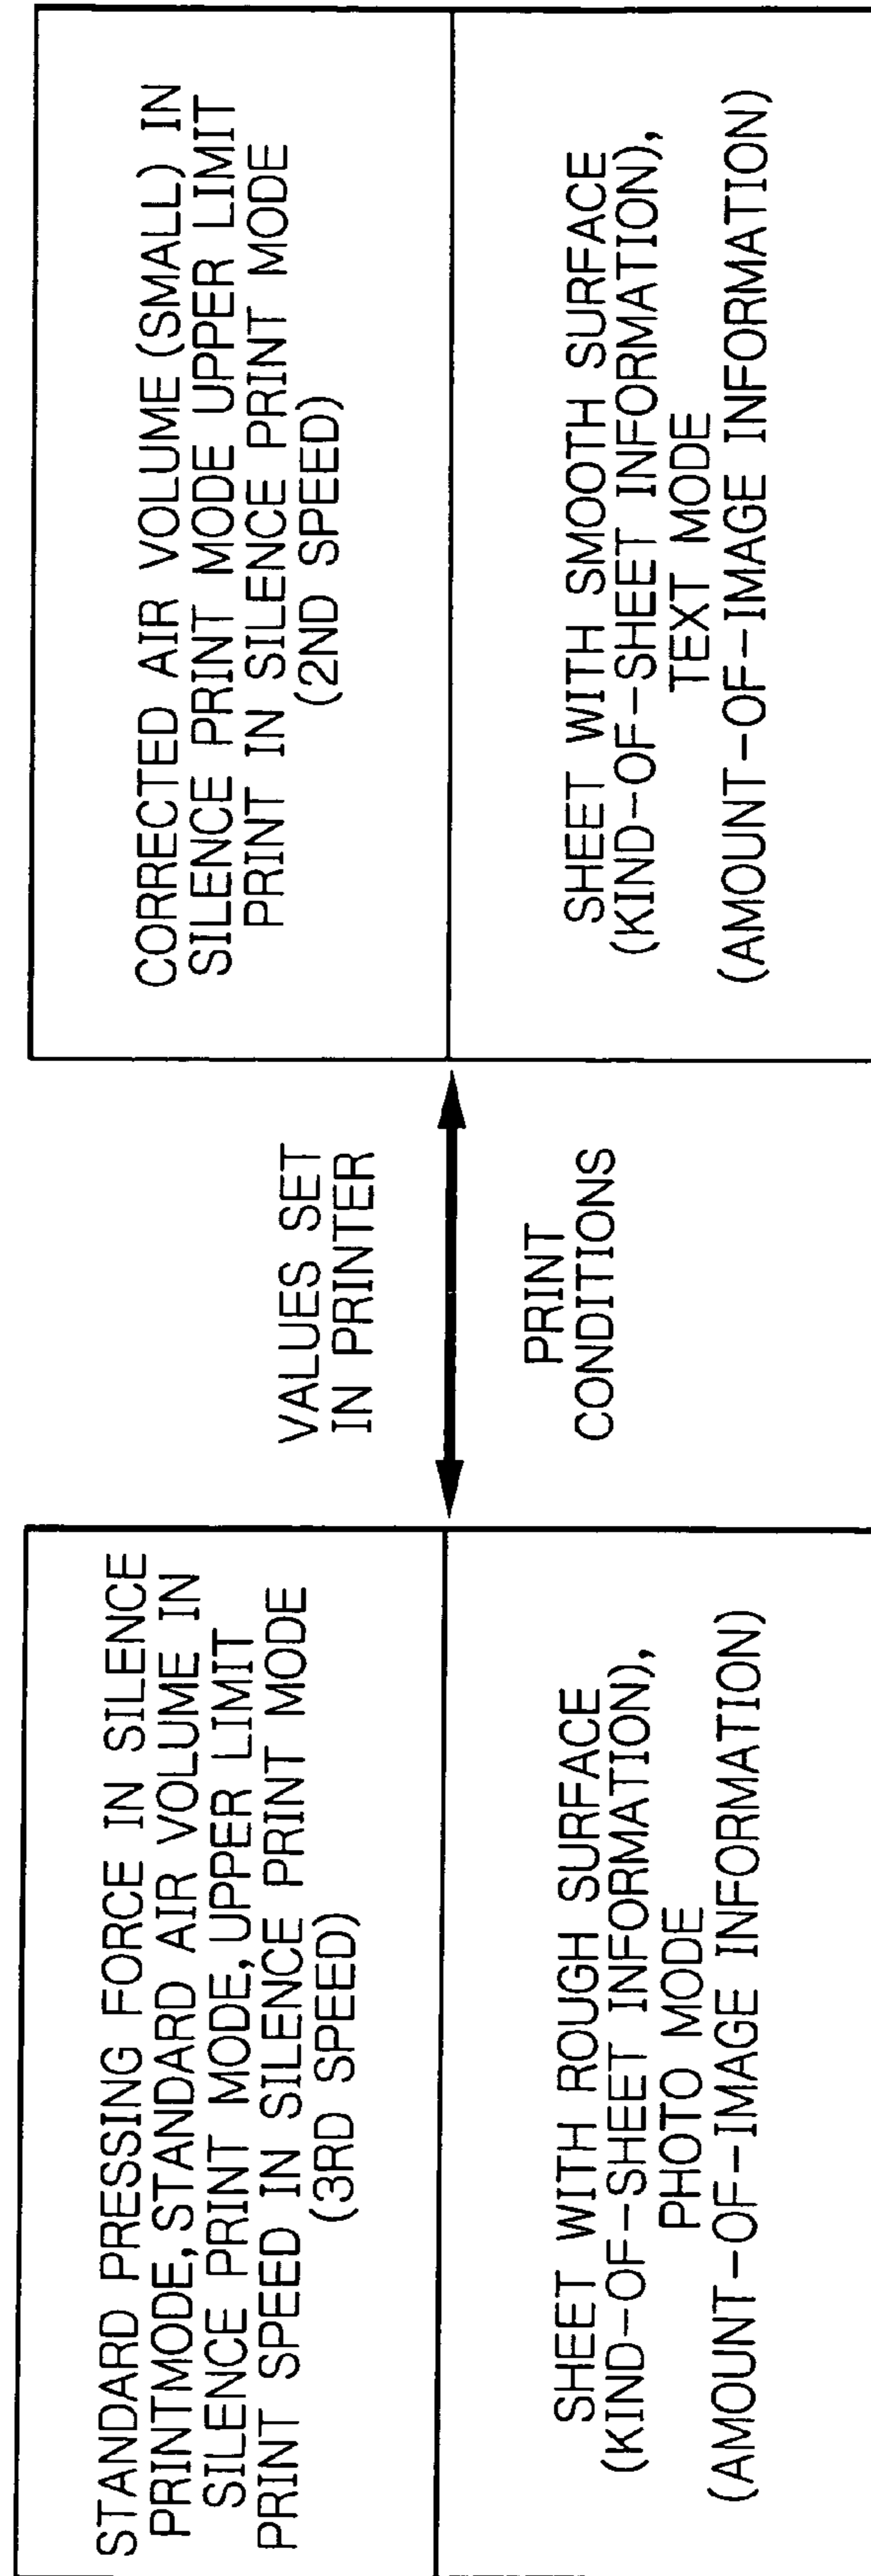 STANDARD PRESSING FORCE IN SILENCE
PRINTMODE, STANDARD AIR VOLUME IN
SILENCE PRINT MODE, UPPER LIMIT
PRINT SPEED IN SILENCE PRINT MODE
(3RD SPEED)
SHEET WITH ROUGH SURFACE
(KIND-OF-SHEET INFORMATION),
PHOTO MODE
(AMOUNT-OF-IMAGE INFORMATION)
VALUES SET
IN PRINTER
PRINT
CONDITIONS
CORRECTED AIR VOLUME (SMALL) IN
SILENCE PRINT MODE UPPER LIMIT
PRINT IN SILENCE PRINT MODE
(2ND SPEED)
SHEET WITH SMOOTH SURFACE
(KIND-OF-SHEET INFORMATION),
TEXT MODE
(AMOUNT-OF-IMAGE INFORMATION)